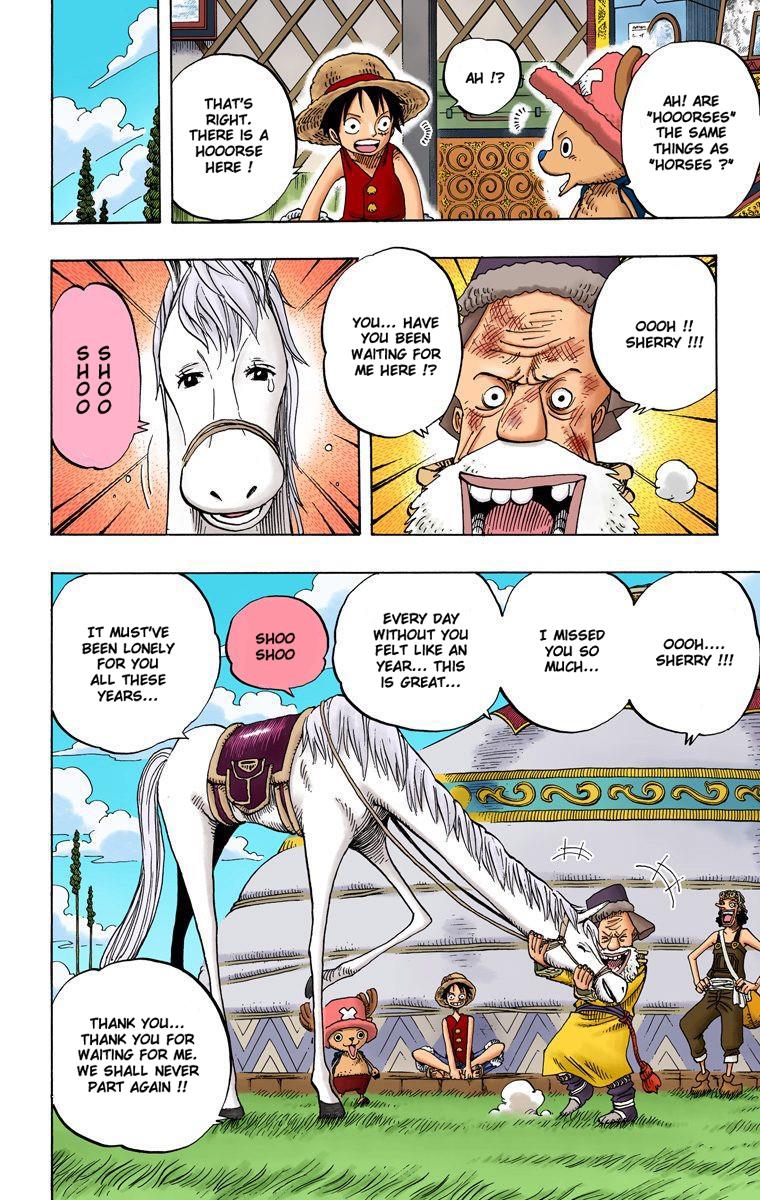 AH! ARE
"HOOORSES"
THE SAME
THINGS AS
"HORSES ?"
AH !?
THAT'S
RIGHT.
THERE IS A
HOOORSE
HERE !
OOOH !!
SHERRY !!!
YOU... HAVE
YOU BEEN
WAITING FOR
ME HERE !?
SHOO
SHOO
OOOH....
SHERRY !!!
I MISSED
YOU SO
MUCH...
EVERY DAY
WITHOUT YOU
FELT LIKE AN
YEAR... THIS
IS GREAT...
SHOO
SHOO
IT MUST'VE
BEEN LONELY
FOR YOU
ALL THESE
YEARS...
THANK YOU...
THANK YOU FOR
WAITING FOR ME.
WE SHALL NEVER
PART AGAIN !!